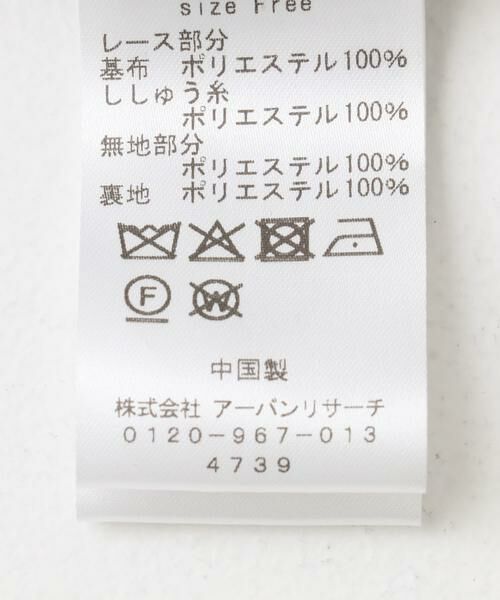 size Free
レース部分
基布 ポリエステル100%
ししゅう糸
ポリエステル100%
無地部分
ポリエステル100%
裏地 ポリエステル100%
F
W
中国製
株式会社 アーバンリサーチ
0120-967-013
4739